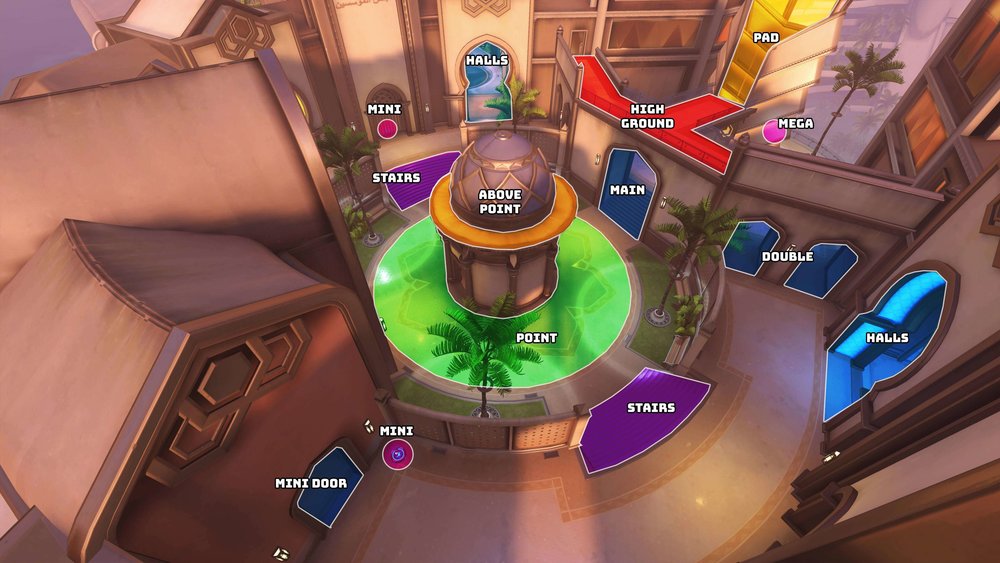 PAD
HALLS
MINI
HIGH
GROUND
MEGA
STAIRS
ABOVE
POINT
MAIN
DOUBLE
POINT
HALLS
STAIRS
MINI
MINI DOOR